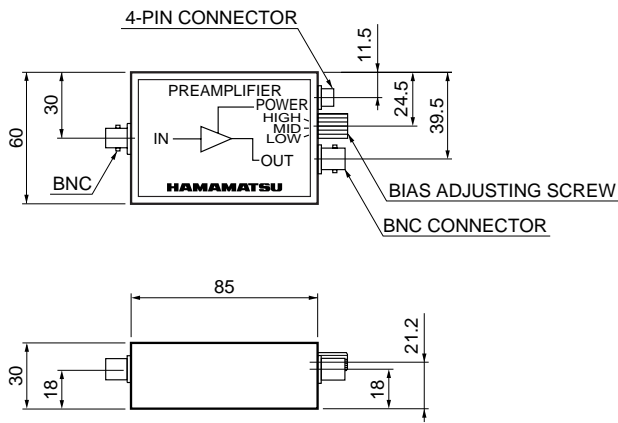 4-PIN CONNECTOR
11.5
24.5
39.5
30
60
PREAMPLIFIER
POWER
HIGH
MID
LOW
IN
OUT
HAMAMATSU
BNC
BIAS ADJUSTING SCREW
BNC CONNECTOR
85
30
18
21.2
18